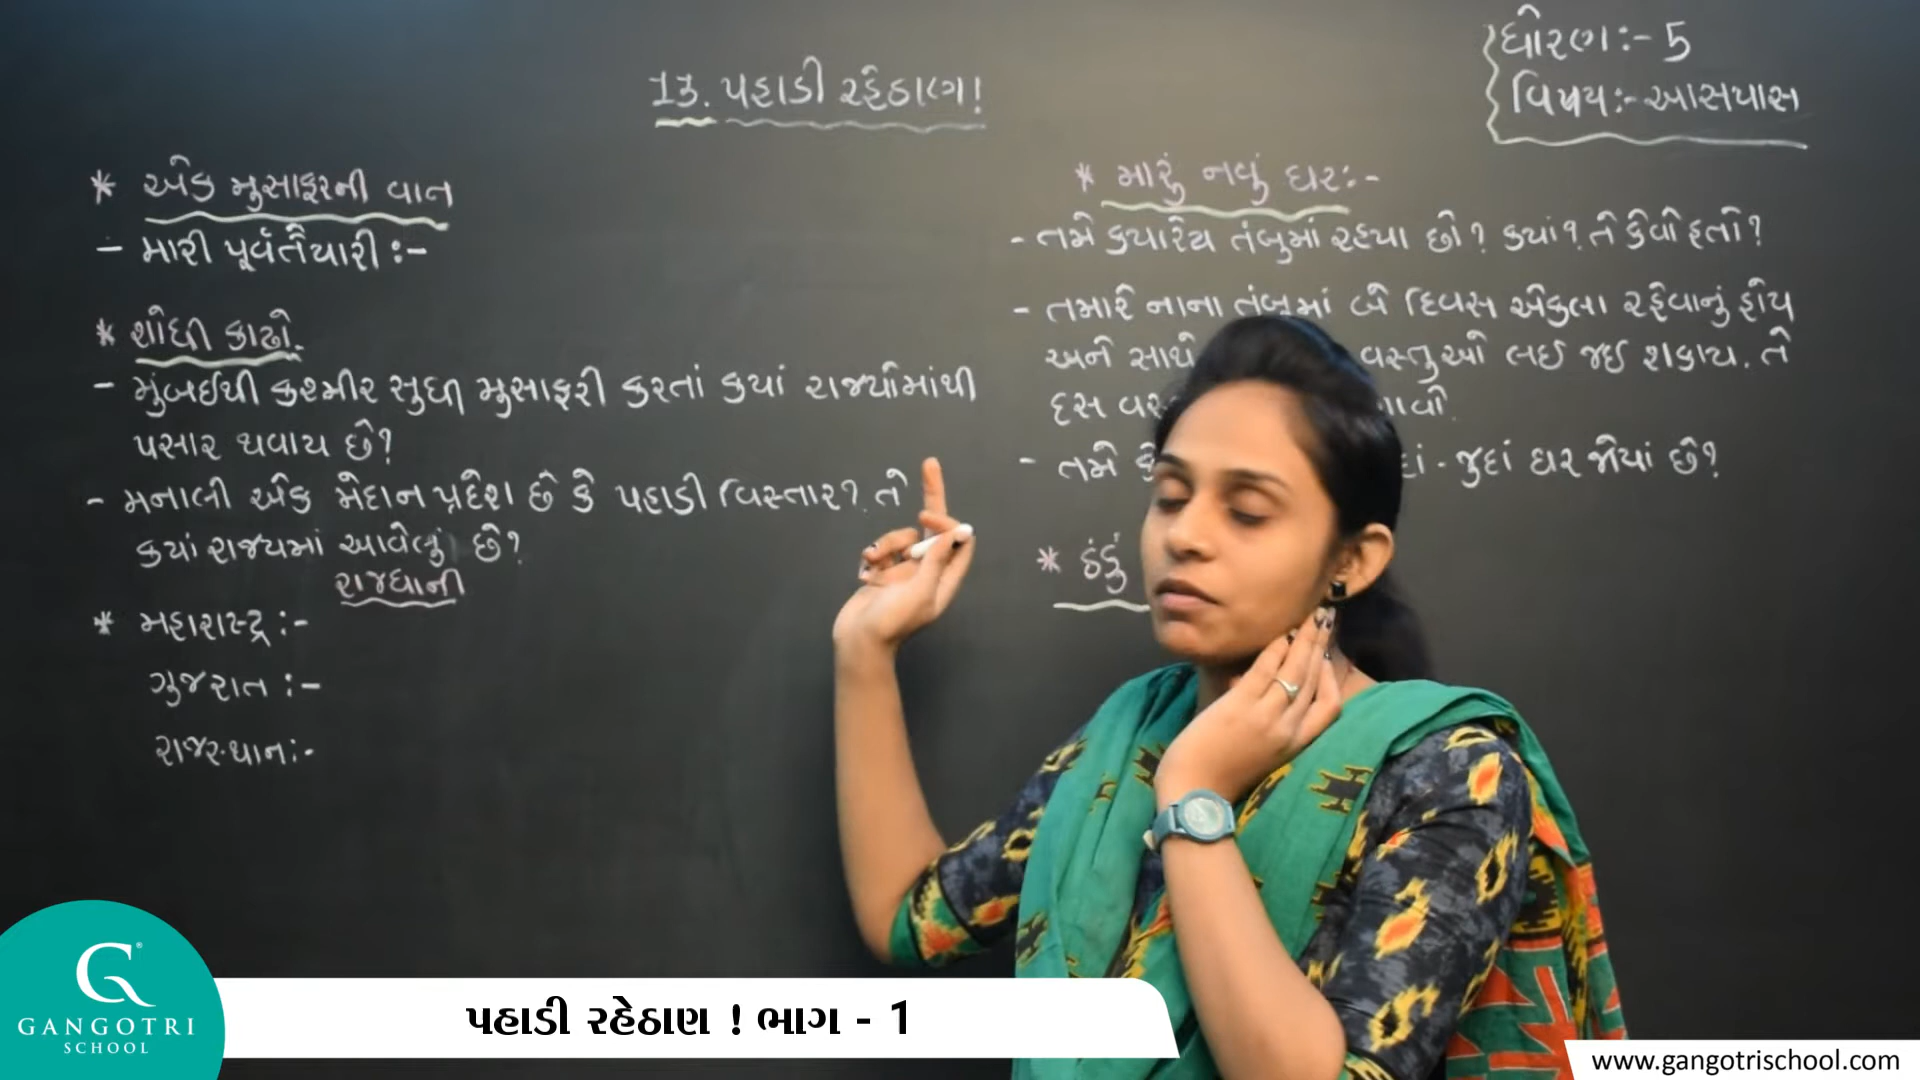 ધોરણ:- 5
વિષય:- આસપાસ
13. પહાડી રહેઠાણ!
* એક મુસાફરની વાત
- મારી પૂર્વતૈયારી:-
* શોધી કાઢો.
- મુંબઈથી કશ્મીર સુધી મુસાફરી કરતાં કયાં રાજ્યોમાંથી
પસાર થવાય છે?
- મનાલી એક મેદાન પ્રદેશ છે કે પહાડી વિસ્તાર? તે
કયાં રાજ્યમાં આવેલું છે?
રાજધાની
* મહારાષ્ટ્ર :-
ગુજરાત :-
રાજસ્થાન:-
* મારું નવું ઘર:-
- તમે ક્યારેય તંબુમાં રહ્યા છો? ક્યાં? તે કેવો હતો?
- તમારે નાના તંબુમાં બે દિવસ એકલા રહેવાનું હોય
અને સાથે વસ્તુઓ લઈ જઈ શકાય. તે
દસ
- તમે જુદાં ઘર જોયાં છે?
* ઠંડું
પહાડી રહેઠાણ ! ભાગ - 1
GANGOTRI
SCHOOL
www.gangotrischool.com